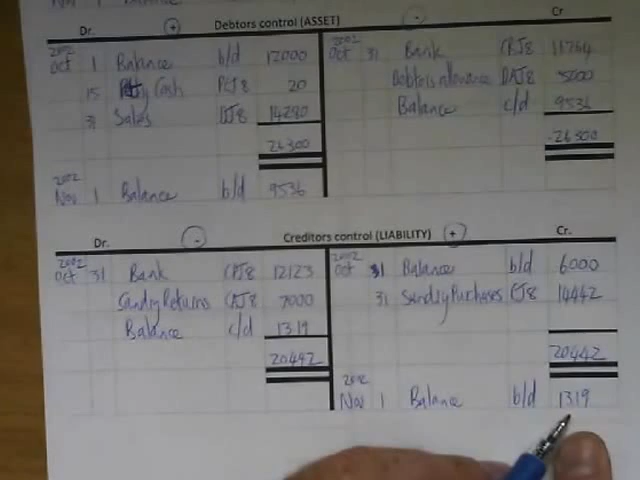 Dr. + Debtors control (ASSET) - Cr
2002 2002
Oct 1 Balance b/d 12000 Oct 31 Bank CRJ8 11764
15 Petty Cash PCJ8 20 Debtors allowance DAJ8 5000
31 Sales DJ8 14280 Balance c/d 9536
26300 26300
2002
Nov 1 Balance b/d 9536
Dr. - Creditors control (LIABILITY) + Cr.
2002 2002
Oct 31 Bank CPJ8 12123 Oct 1 Balance b/d 6000
Sundry Returns CAJ8 7000 31 Sundry Purchases CJ8 14442
Balance c/d 1319
20442 20442
2002
Nov 1 Balance b/d 1319